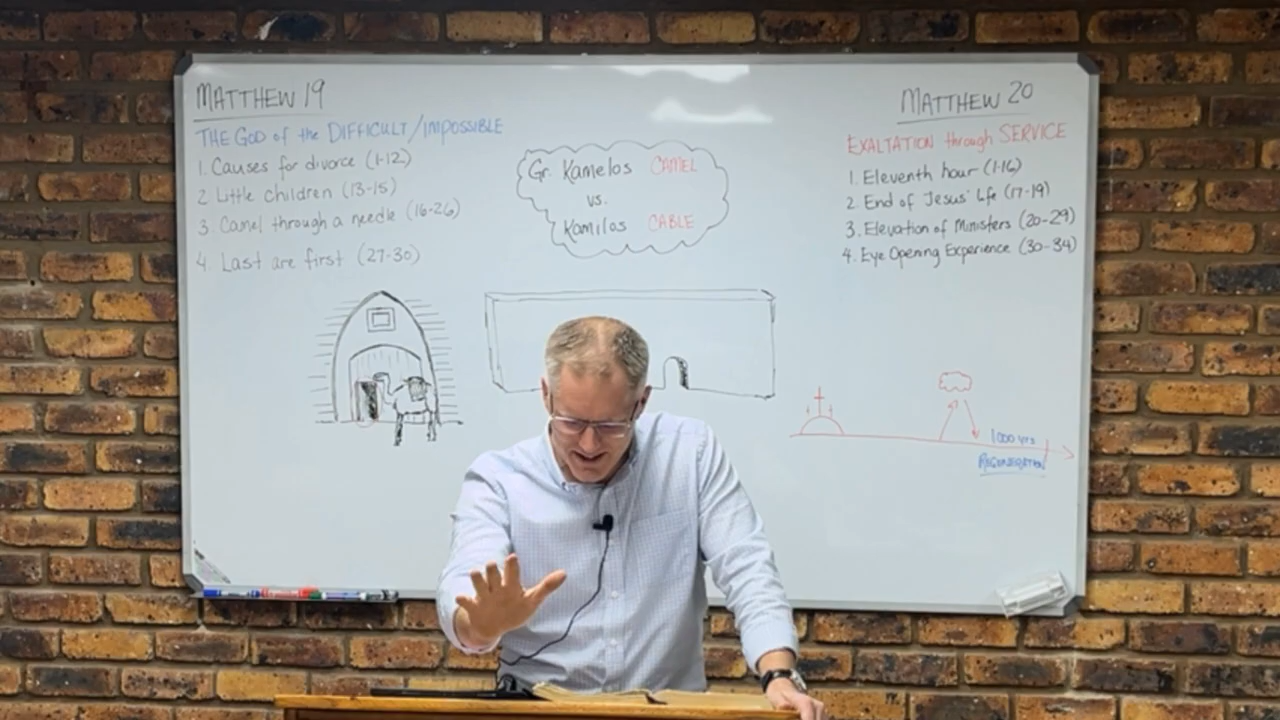 MATTHEW 19
THE GOD of the DIFFICULT/IMPOSSIBLE
1. Causes for divorce (1-12)
2. Little children (13-15)
3. Camel through a needle (16-26)
4. Last are first (27-30)
Gr. Kamelos CAMEL
vs.
Kamilos CABLE
MATTHEW 20
EXALTATION through SERVICE
1. Eleventh hour (1-16)
2. End of Jesus' life (17-19)
3. Elevation of Ministers (20-29)
4. Eye Opening Experience (30-34)
1000 yrs
REGENERATION